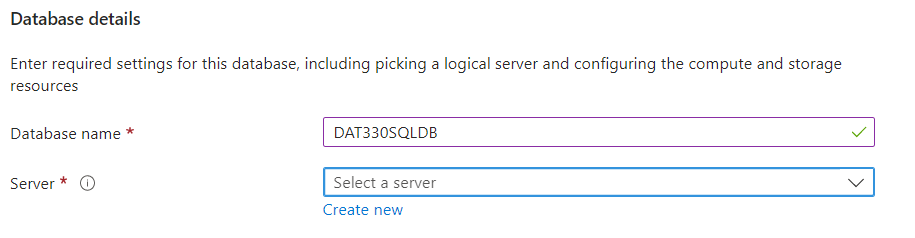 Database details
Enter required settings for this database, including picking a logical server and configuring the compute and storage
resources
Database name *
DAT330SQLDB
Server *
Select a server
Create new